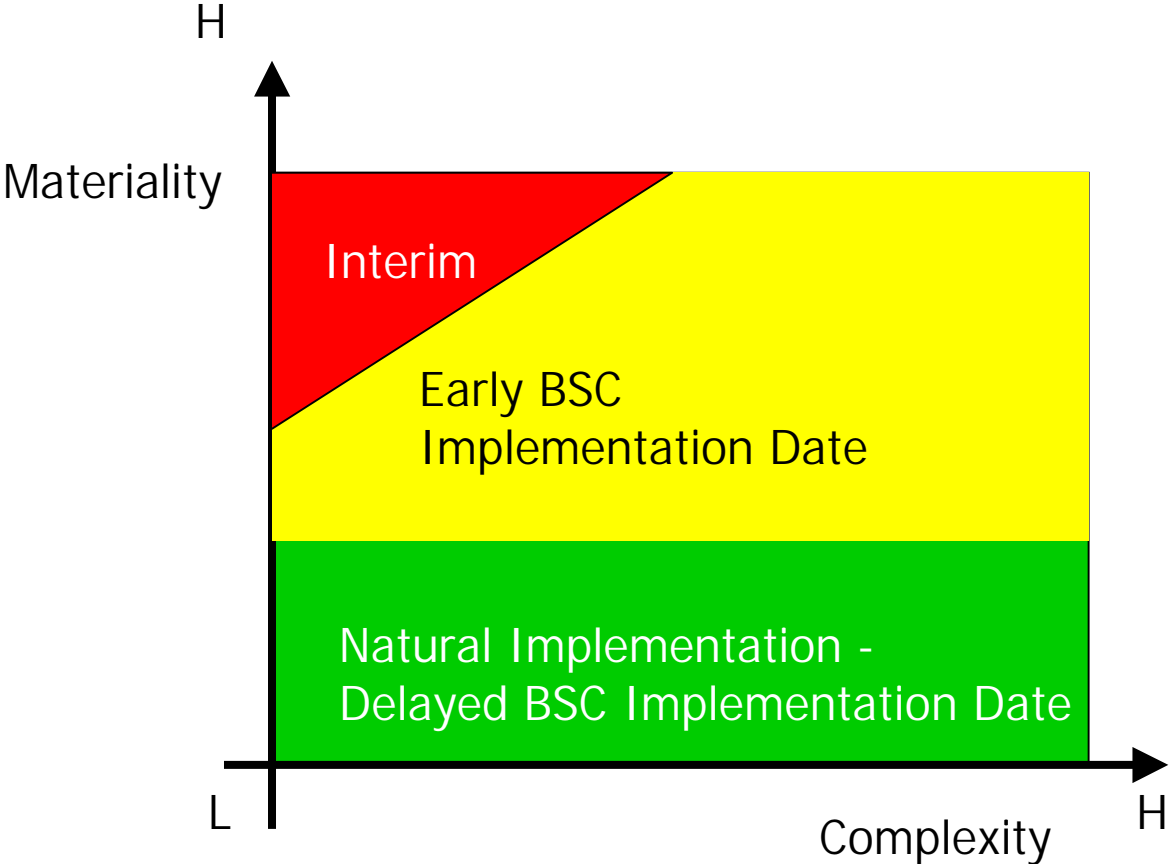 H
Materiality
Interim
Early BSC
Implementation Date
Natural Implementation -
Delayed BSC Implementation Date
L
H
Complexity